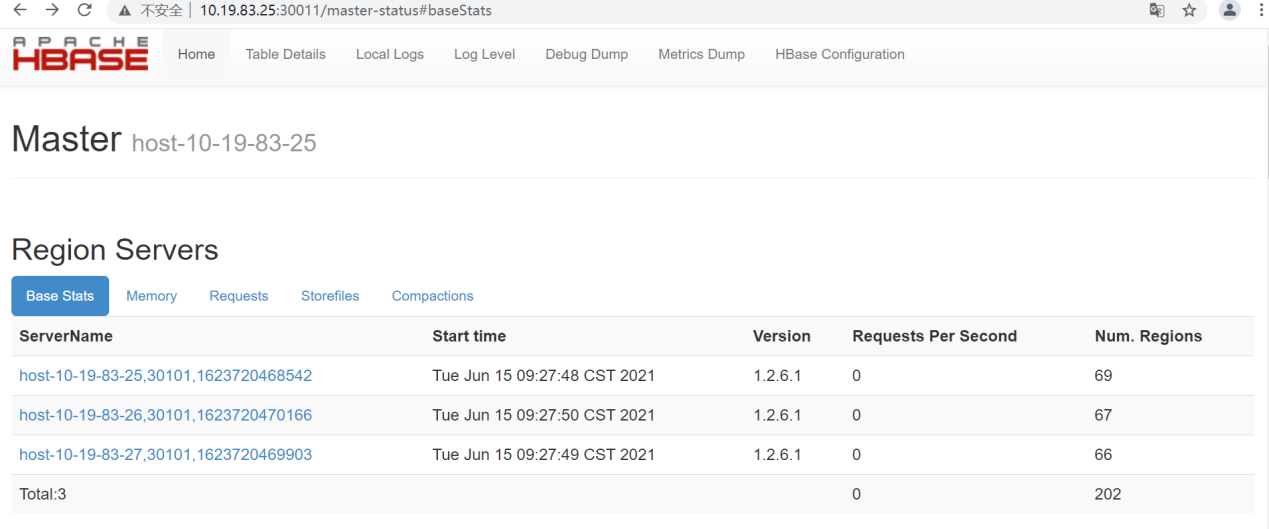 不安全 | 10.19.83.25:30011/master-status#baseStats
APACHE
HBASE
Home Table Details Local Logs Log Level Debug Dump Metrics Dump HBase Configuration
Master host-10-19-83-25
Region Servers
Base Stats Memory Requests Storefiles Compactions
ServerName Start time Version Requests Per Second Num. Regions
host-10-19-83-25,30101,1623720468542 Tue Jun 15 09:27:48 CST 2021 1.2.6.1 0 69
host-10-19-83-26,30101,1623720470166 Tue Jun 15 09:27:50 CST 2021 1.2.6.1 0 67
host-10-19-83-27,30101,1623720469903 Tue Jun 15 09:27:49 CST 2021 1.2.6.1 0 66
Total:3 0 202